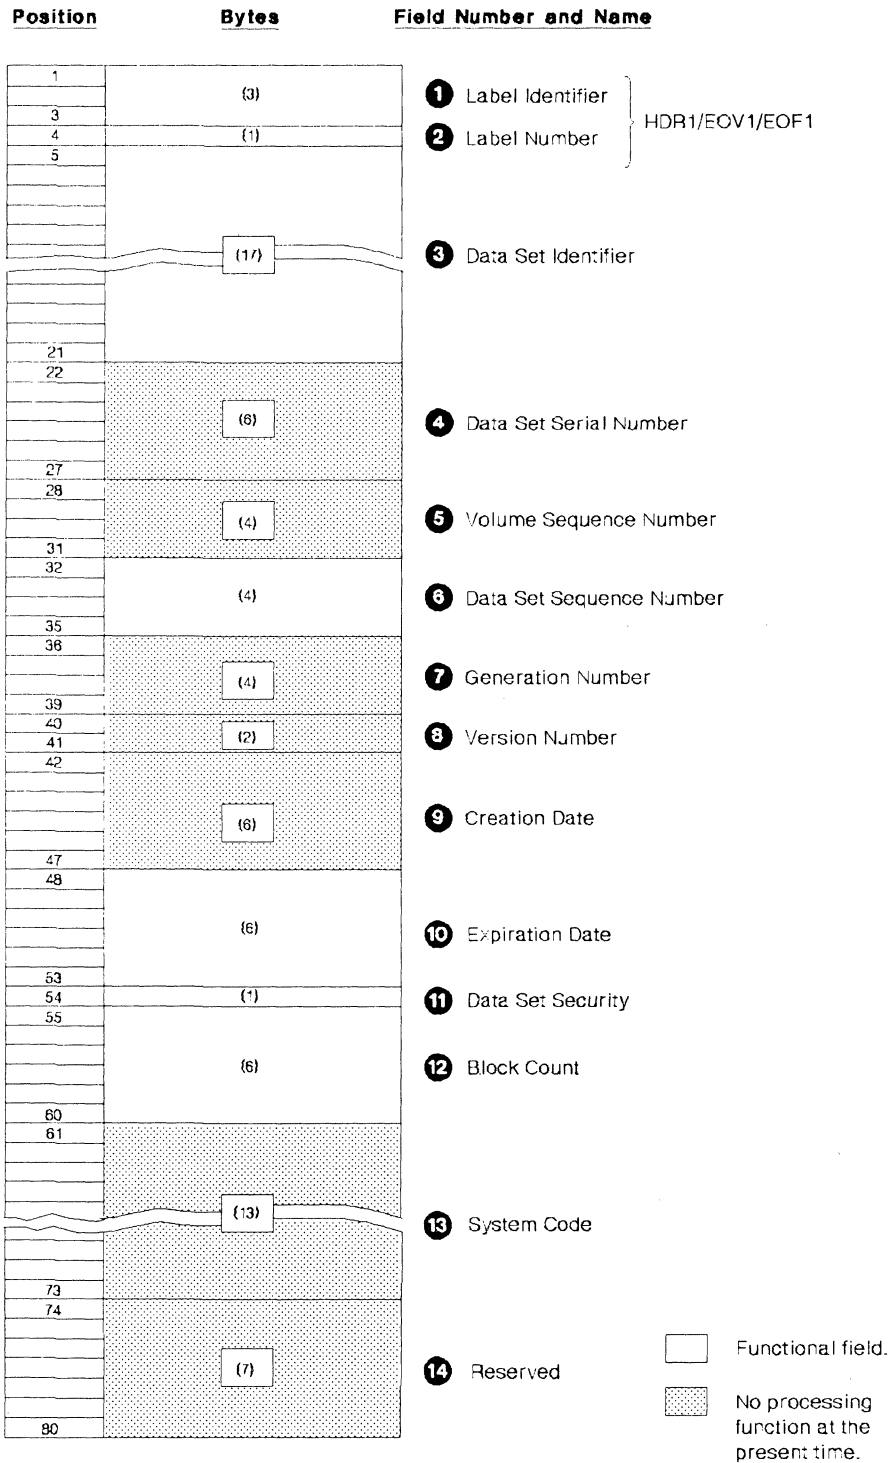 Position Bytes Field Number and Name
1
(3)
1 Label Identifier
HDR1/EOV1/EOF1
3
4 (1)
2 Label Number
5
(17)
3 Data Set Identifier
21
22
(6)
4 Data Set Serial Number
27
28
(4)
5 Volume Sequence Number
31
32
(4)
6 Data Set Sequence Number
35
36
(4)
7 Generation Number
39
40
(2)
8 Version Number
41
42
(6)
9 Creation Date
47
48
(6)
10 Expiration Date
53
54 (1)
11 Data Set Security
55
(6)
12 Block Count
60
61
(13)
13 System Code
73
74
(7)
14 Reserved
80
Functional field.
No processing
function at the
present time.